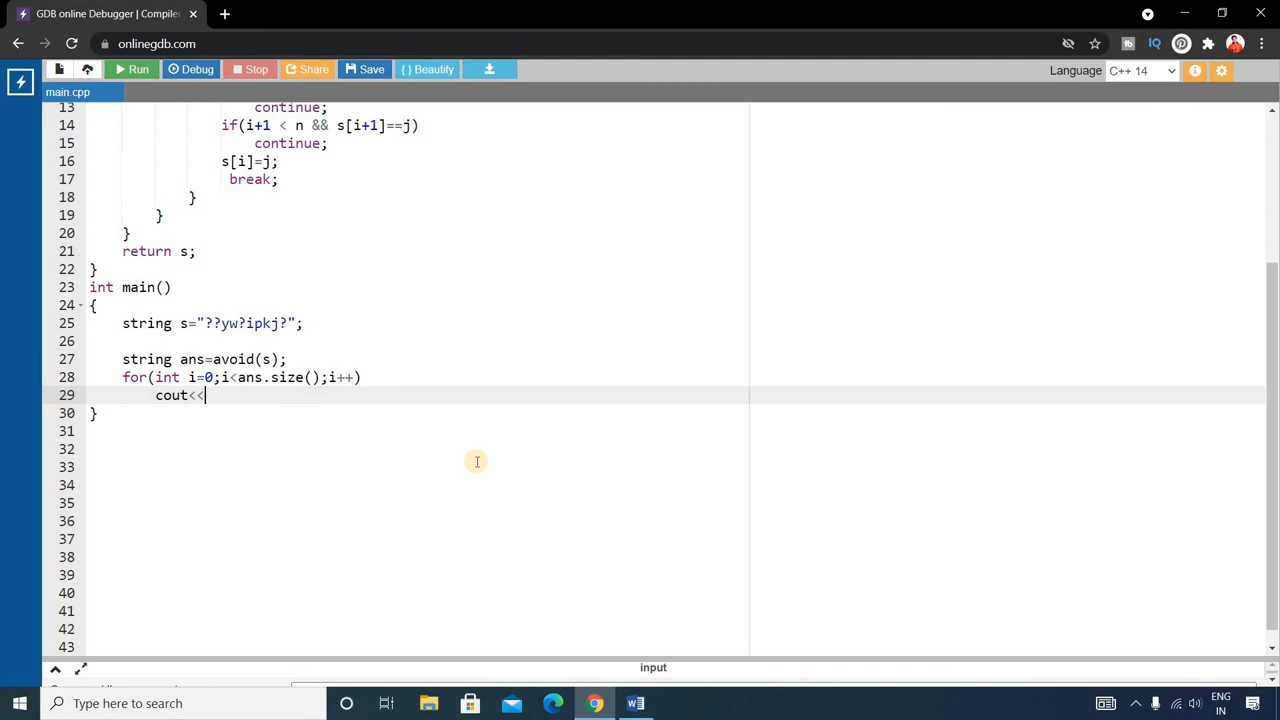 GDB online Debugger | Compiler
onlinegdb.com
Run
Debug
Stop
Share
Save
{ } Beautify
Language
C++ 14
main.cpp
13 continue;
14 if(i+1 < n && s[i+1]==j)
15 continue;
16 s[i]=j;
17 break;
18 }
19 }
20 }
21 return s;
22 }
23 int main()
24 {
25 string s="??yw?ipkj?";
26
27 string ans=avoid(s);
28 for(int i=0;i<ans.size();i++)
29 cout<<
30 }
31
32
33
34
35
36
37
38
39
40
41
42
43
input
Type here to search
ENG
IN